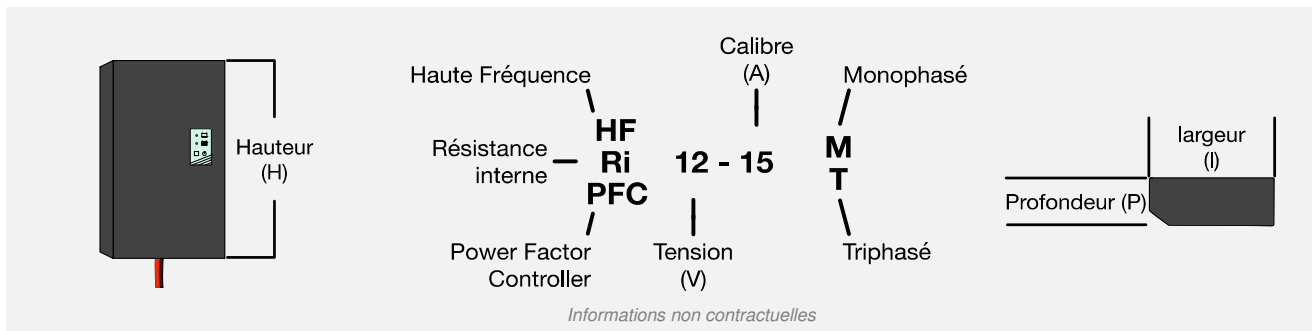 Hauteur
(H)
Haute Fréquence
Résistance
interne
HF
Ri
PFC
Power Factor
Controller
12 - 15
Calibre
(A)
Tension
(V)
Monophasé
M
T
Triphasé
largeur
(l)
Profondeur (P)
Informations non contractuelles